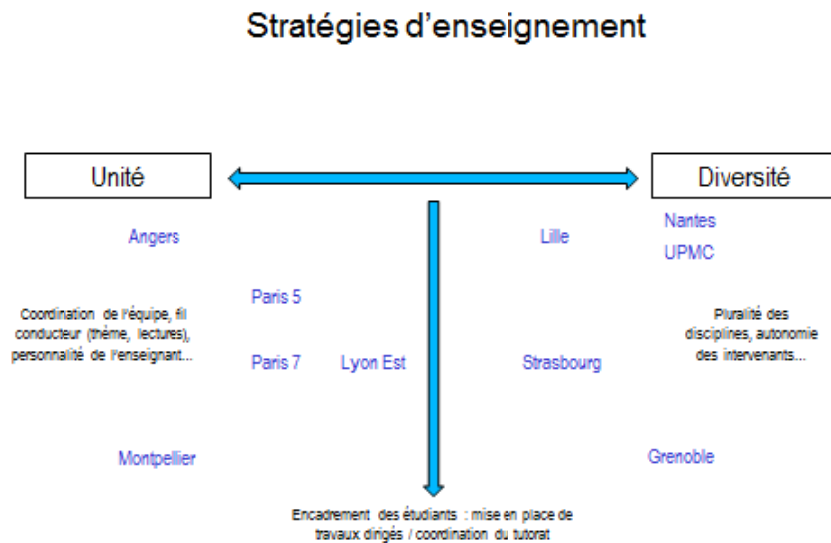 Stratégies d'enseignement
Unité
Diversité
Angers
Lille
Nantes
UPMC
Paris 5
Coordination de l'équipe, fil
conducteur (thème, lectures),
personnalité de l'enseignant...
Pluralité des
disciplines, autonomie
des intervenants...
Paris 7
Lyon Est
Strasbourg
Montpellier
Grenoble
Encadrement des étudiants : mise en place de
travaux dirigés / coordination du tutorat